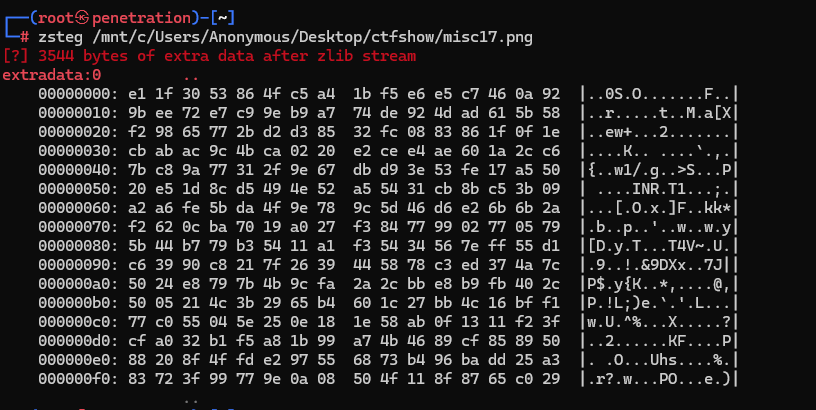 ┌──(root㉿penetration)-[~]
└─# zsteg /mnt/c/Users/Anonymous/Desktop/ctfshow/misc17.png
[?] 3544 bytes of extra data after zlib stream
extradata:0         ..
    00000000: e1 1f 30 53 86 4f c5 a4  1b f5 e6 e5 c7 46 0a 92  |..0S.O.......F..|
    00000010: 9b ee 72 e7 c9 9e b9 a7  74 de 92 4d ad 61 5b 58  |..r.....t..M.a[X|
    00000020: f2 98 65 77 2b d2 d3 85  32 fc 08 83 86 1f 0f 1e  |..ew+...2.......|
    00000030: cb ab ac 9c 4b ca 02 20  e2 ce e4 ae 60 1a 2c c6  |....K.. ....`.,.|
    00000040: 7b c8 9a 77 31 2f 9e 67  db d9 3e 53 fe 17 a5 50  |{..w1/.g..>S...P|
    00000050: 20 e5 1d 8c d5 49 4e 52  a5 54 31 cb 8b c5 3b 09  | ....INR.T1...;.|
    00000060: a2 a6 fe 5b da 4f 9e 78  9c 5d 46 d6 e2 6b 6b 2a  |...[.O.x.]F..kk*|
    00000070: f2 62 0c ba 70 19 a0 27  f3 84 77 99 02 77 05 79  |.b..p..'..w..w.y|
    00000080: 5b 44 b7 79 b3 54 11 a1  f3 54 34 56 7e ff 55 d1  |[D.y.T...T4V~.U.|
    00000090: c6 39 90 c8 21 7f 26 39  44 58 78 c3 ed 37 4a 7c  |.9..!.&9DXx..7J||
    000000a0: 50 24 e8 79 7b 4b 9c fa  2a 2c bb e8 b9 fb 40 2c  |P$.y{K..*,....@,|
    000000b0: 50 05 21 4c 3b 29 65 b4  60 1c 27 bb 4c 16 bf f1  |P.!L;)e.`.'.L...|
    000000c0: 77 c0 55 04 5e 25 0e 18  1e 58 ab 0f 13 11 f2 3f  |w.U.^%...X.....?|
    000000d0: cf a0 32 b1 f5 a8 1b 99  a7 4b 46 89 cf 85 89 50  |..2......KF....P|
    000000e0: 88 20 8f 4f fd e2 97 55  68 73 b4 96 ba dd 25 a3  |. .O...Uhs....%.|
    000000f0: 83 72 3f 99 77 9e 0a 08  50 4f 11 8f 87 65 c0 29  |.r?.w...PO...e.)|
                    ..